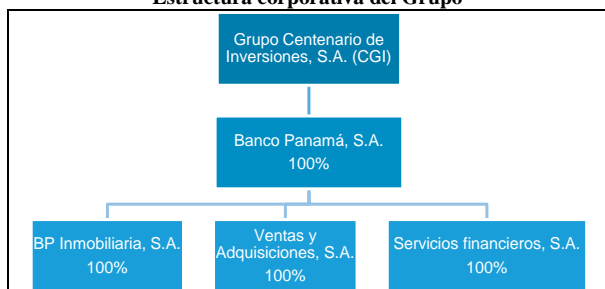 Estructura corporativa del Grupo
Grupo Centenario de
Inversiones, S.A. (CGI)
Banco Panamá, S.A.
100%
BP Inmobiliaria, S.A.
100%
Ventas y
Adquisiciones, S.A.
100%
Servicios financieros, S.A.
100%